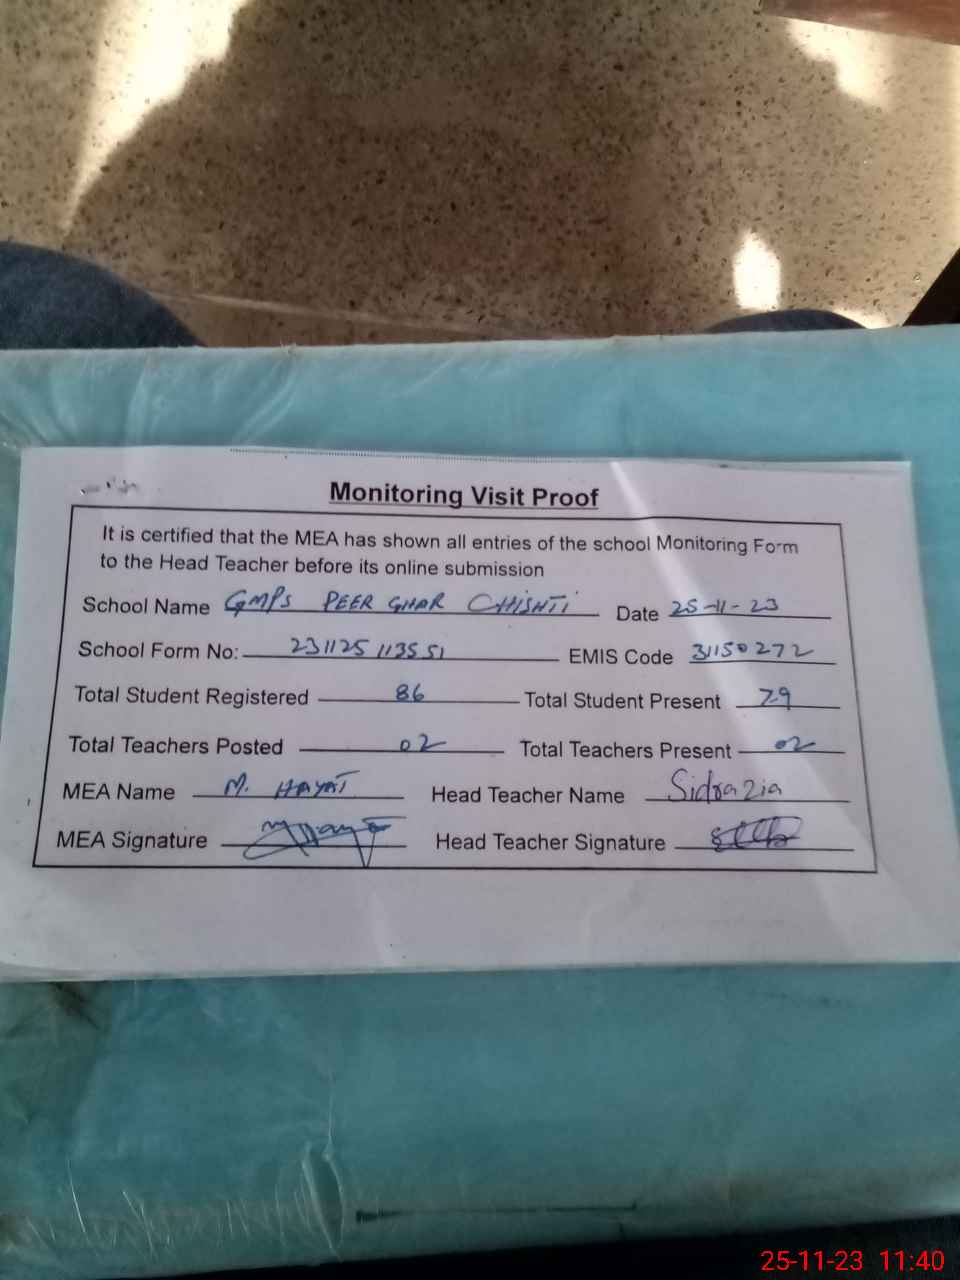 Monitoring Visit Proof
It is certified that the MEA has shown all entries of the school Monitoring Form
to the Head Teacher before its online submission
School Name GMPS PEER GHAR CHISHTI Date 25-11-23
School Form No: 231125113551 EMIS Code 31150272
Total Student Registered 86 Total Student Present 79
Total Teachers Posted 02 Total Teachers Present 02
MEA Name M. HAYAT Head Teacher Name Sidra Zia
MEA Signature Head Teacher Signature
25-11-23 11:40